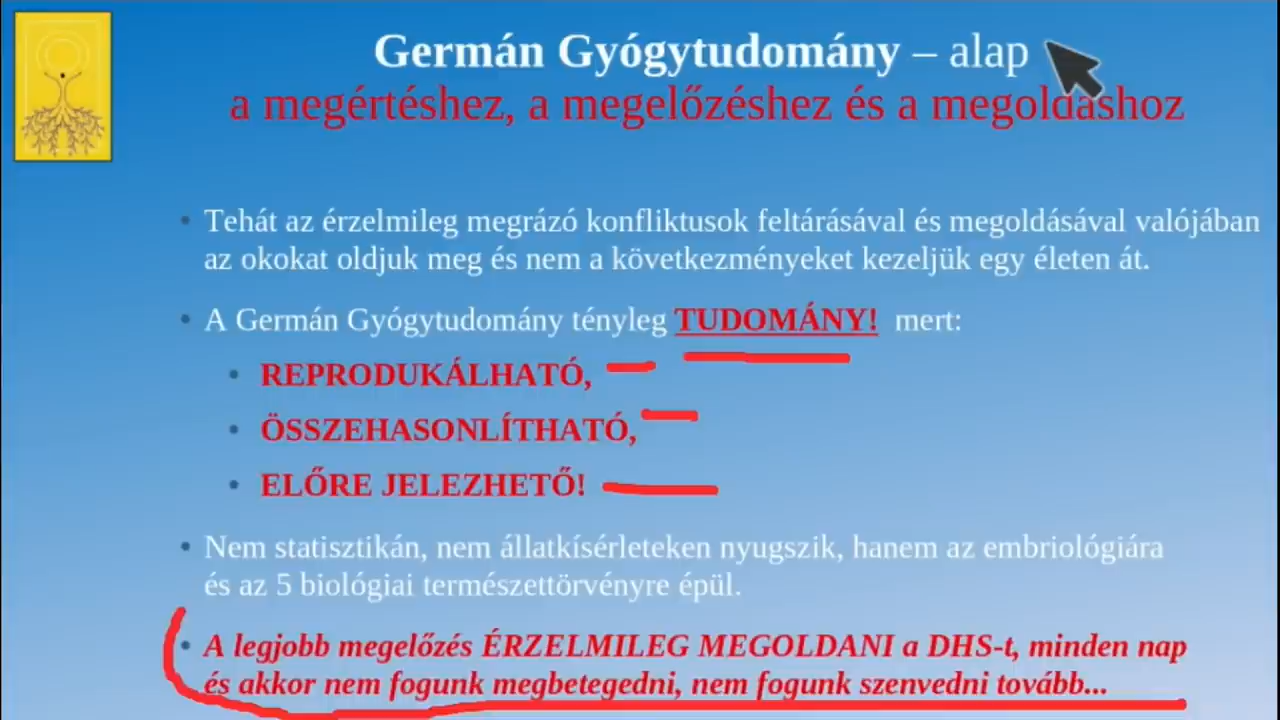 Germán Gyógytudomány – alap
a megértéshez, a megelőzéshez és a megoldáshoz
• Tehát az érzelmileg megrázó konfliktusok feltárásával és megoldásával valójában
az okokat oldjuk meg és nem a következményeket kezeljük egy életen át.
• A Germán Gyógytudomány tényleg TUDOMÁNY! mert:
• REPRODUKÁLHATÓ,
• ÖSSZEHASONLÍTHATÓ,
• ELŐRE JELEZHETŐ!
• Nem statisztikán, nem állatkísérleteken nyugszik, hanem az embriológiára
és az 5 biológiai természettörvényre épül.
• A legjobb megelőzés ÉRZELMILEG MEGOLDANI a DHS-t, minden nap
és akkor nem fogunk megbetegedni, nem fogunk szenvedni tovább...